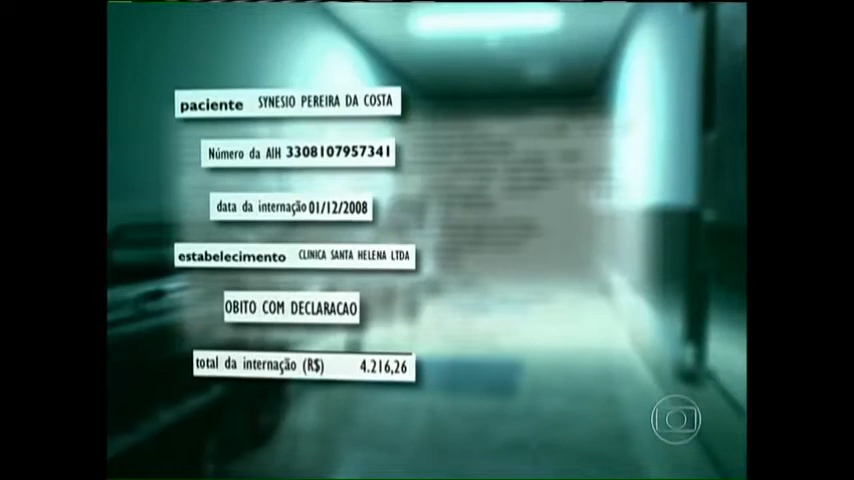 paciente SYNESIO PEREIRA DA COSTA
Número da AIH 3308107957341
data da internação 01/12/2008
estabelecimento CLINICA SANTA HELENA LTDA
OBITO COM DECLARACAO
total da internação (R$) 4.216,26